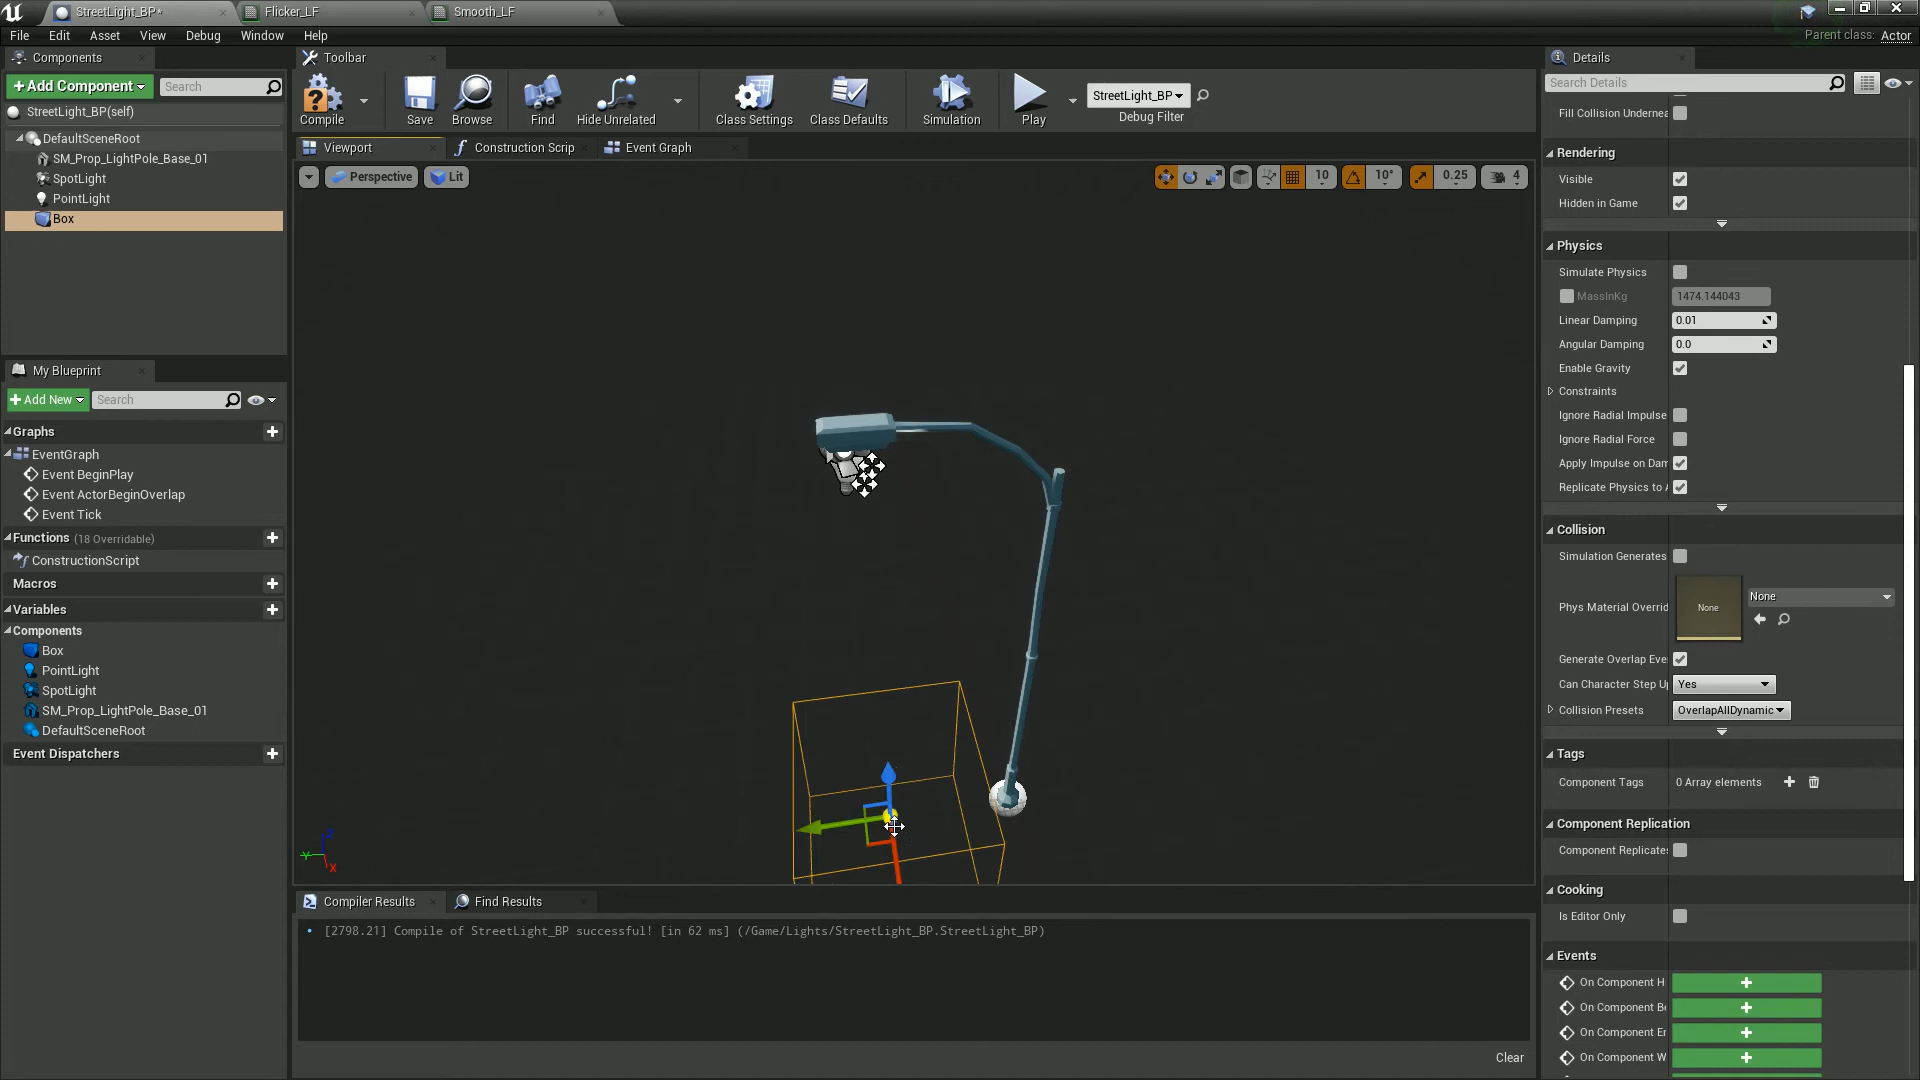 StreetLight_BP*
Flicker_LF
Smooth_LF
File Edit Asset View Debug Window Help
Parent class: Actor
Components
+Add Component
Search
StreetLight_BP(self)
DefaultSceneRoot
SM_Prop_LightPole_Base_01
SpotLight
PointLight
Box
My Blueprint
+Add New
Search
Graphs
EventGraph
Event BeginPlay
Event ActorBeginOverlap
Event Tick
Functions (18 Overridable)
ConstructionScript
Macros
Variables
Components
Box
PointLight
SpotLight
SM_Prop_LightPole_Base_01
DefaultSceneRoot
Event Dispatchers
Toolbar
Compile
Save
Browse
Find
Hide Unrelated
Class Settings
Class Defaults
Simulation
Play
StreetLight_BP
Debug Filter
Viewport
Construction Scrip
Event Graph
Perspective
Lit
10
10°
0.25
4
Z
Y
X
Compiler Results
Find Results
[2798.21] Compile of StreetLight_BP successful! [in 62 ms] (/Game/Lights/StreetLight_BP.StreetLight_BP)
Clear
Details
Search Details
Fill Collision Undernea
Rendering
Visible
Hidden in Game
Physics
Simulate Physics
MassInKg 1474.144043
Linear Damping 0.01
Angular Damping 0.0
Enable Gravity
Constraints
Ignore Radial Impulse
Ignore Radial Force
Apply Impulse on Dam
Replicate Physics to A
Collision
Simulation Generates
Phys Material Overrid
None
None
Generate Overlap Eve
Can Character Step U Yes
Collision Presets OverlapAllDynamic
Tags
Component Tags 0 Array elements
Component Replication
Component Replicates
Cooking
Is Editor Only
Events
On Component H
On Component Be
On Component Er
On Component W